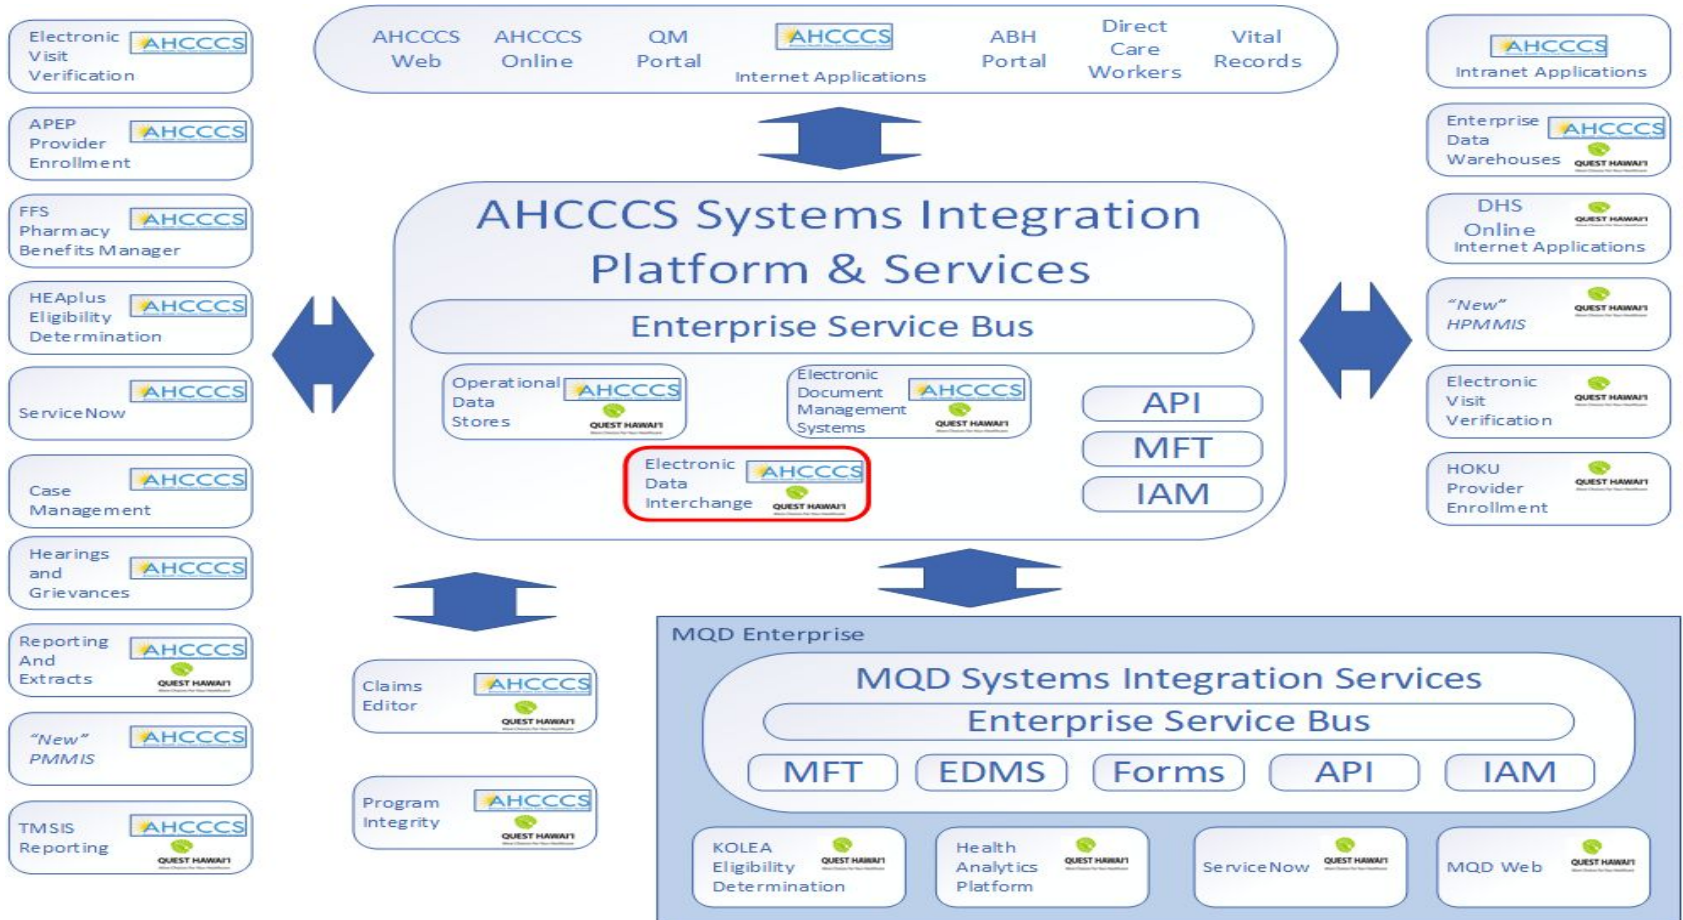 Electronic
Visit
Verification
AHCCCS
APEP
Provider
Enrollment
AHCCCS
FFS
Pharmacy
Benefits Manager
AHCCCS
HEAplus
Eligibility
Determination
AHCCCS
ServiceNow
AHCCCS
Case
Management
AHCCCS
Hearings
and
Grievances
AHCCCS
Reporting
And
Extracts
AHCCCS
QUEST HAWAI'I
"New"
PMMIS
AHCCCS
TMSIS
Reporting
AHCCCS
QUEST HAWAI'I
AHCCCS
Web
AHCCCS
Online
QM
Portal
AHCCCS
Internet Applications
ABH
Portal
Direct
Care
Workers
Vital
Records
AHCCCS Systems Integration
Platform & Services
Enterprise Service Bus
Operational
Data
Stores
AHCCCS
QUEST HAWAI'I
Electronic
Document
Management
Systems
AHCCCS
QUEST HAWAI'I
Electronic
Data
Interchange
AHCCCS
QUEST HAWAI'I
API
MFT
IAM
AHCCCS
Intranet Applications
Enterprise
Data
Warehouses
AHCCCS
QUEST HAWAI'I
DHS
Online
Internet Applications
QUEST HAWAI'I
"New"
HPMMIS
QUEST HAWAI'I
Electronic
Visit
Verification
QUEST HAWAI'I
HOKU
Provider
Enrollment
QUEST HAWAI'I
Claims
Editor
AHCCCS
QUEST HAWAI'I
Program
Integrity
AHCCCS
QUEST HAWAI'I
MQD Enterprise
MQD Systems Integration Services
Enterprise Service Bus
MFT
EDMS
Forms
API
IAM
KOLEA
Eligibility
Determination
QUEST HAWAI'I
Health
Analytics
Platform
QUEST HAWAI'I
ServiceNow
QUEST HAWAI'I
MQD Web
QUEST HAWAI'I